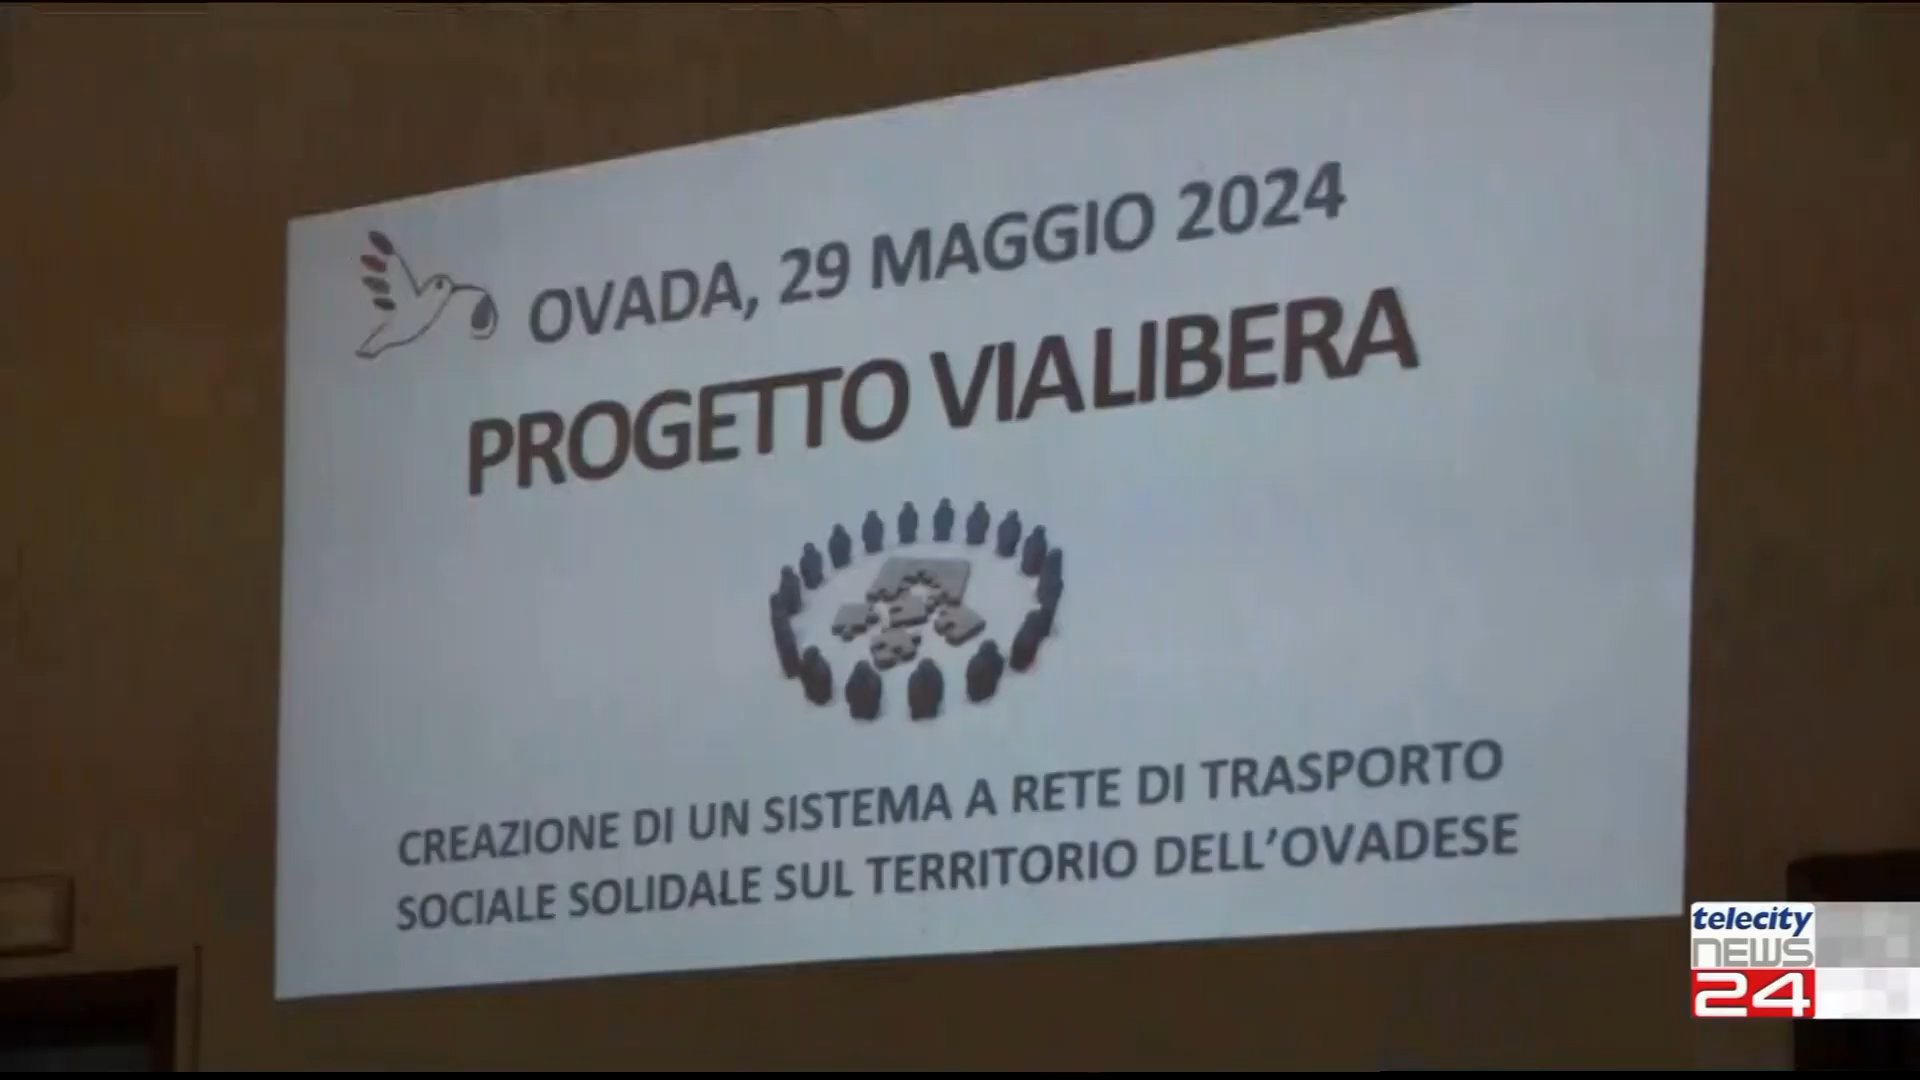 OVADA, 29 MAGGIO 2024
PROGETTO VIALIBERA
CREAZIONE DI UN SISTEMA A RETE DI TRASPORTO
SOCIALE SOLIDALE SUL TERRITORIO DELL'OVADESE
telecity
NEWS
24